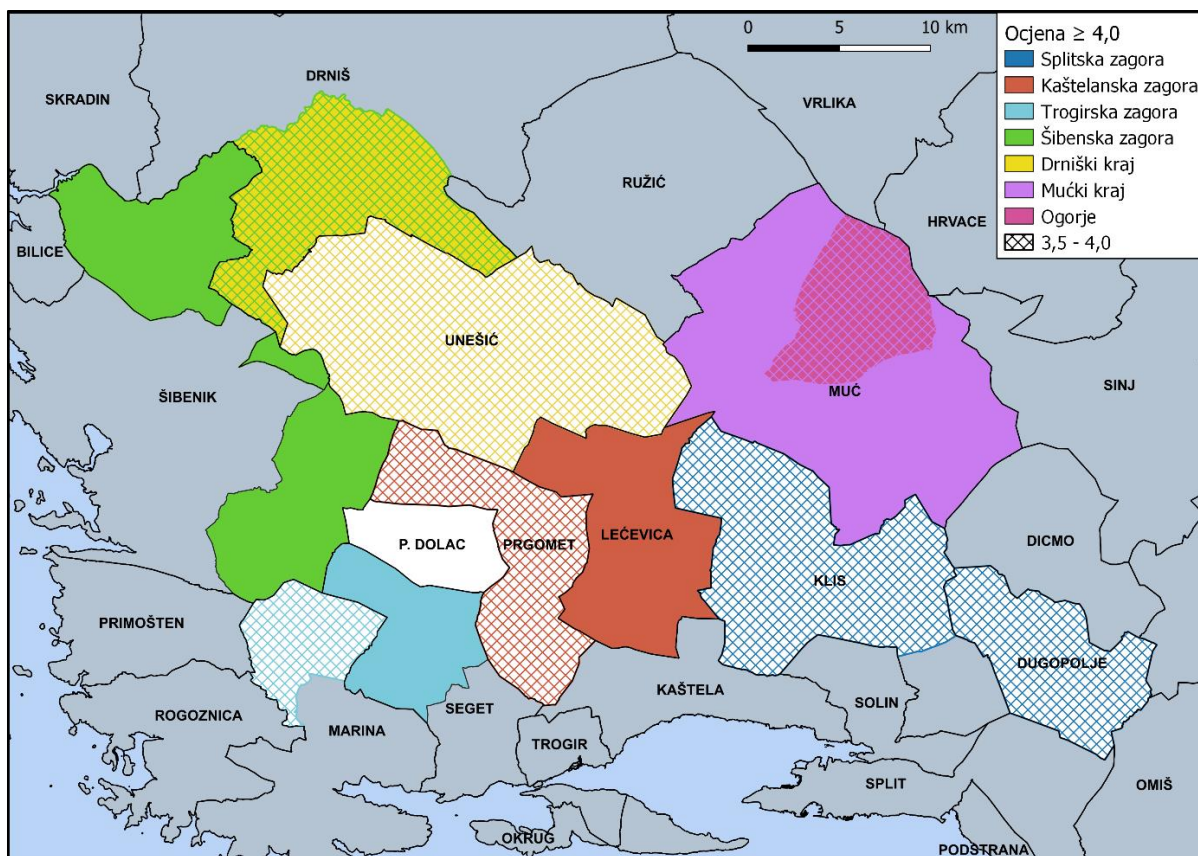 0 5 10 km
Ocjena ≥ 4,0
Splitska zagora
Kaštelanska zagora
Trogirska zagora
Šibenska zagora
Drniški kraj
Mućki kraj
Ogorje
3,5 - 4,0
DRNIŠ
SKRADIN
VRLIKA
RUŽIĆ
HRVACE
BILICE
UNEŠIĆ
ŠIBENIK
MUĆ
SINJ
P. DOLAC
PRGOMET
LEĆEVICA
DICMO
KLIS
PRIMOŠTEN
DUGOPOLJE
KAŠTELA
SOLIN
ROGOZNICA
SEGET
MARINA
TROGIR
SPLIT
OMIŠ
OKRUG
PODSTRANA